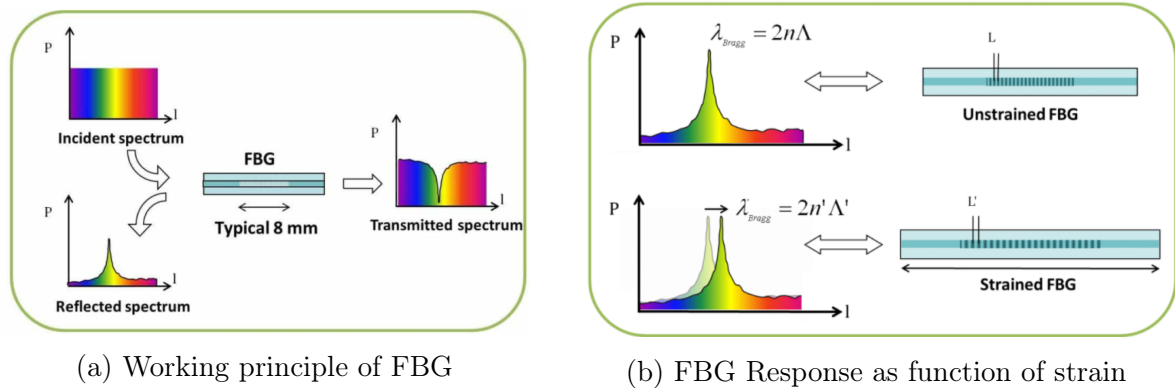 P
l
Incident spectrum
FBG
Typical 8 mm
P
l
Transmitted spectrum
P
l
Reflected spectrum
(a) Working principle of FBG
P
λBragg = 2nΛ
l
L
Unstrained FBG
P
λBragg = 2n'Λ'
l
L'
Strained FBG
(b) FBG Response as function of strain